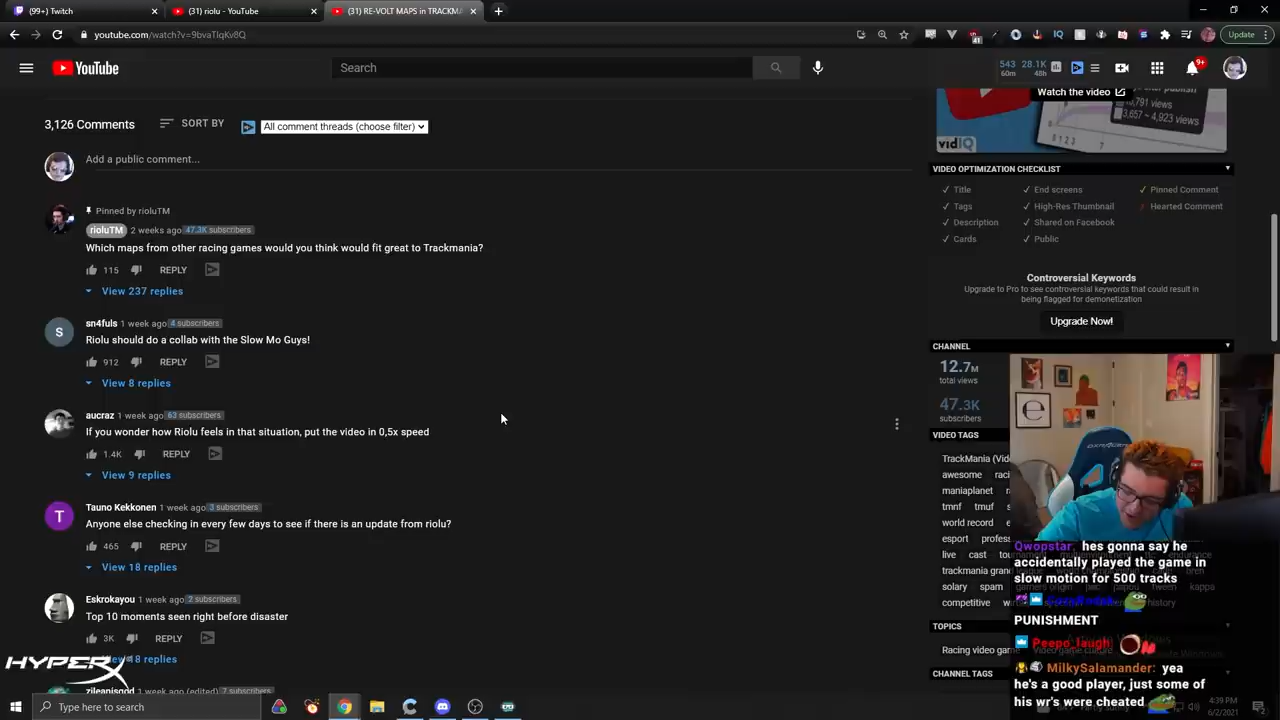 (99+) Twitch
(31) riolu - YouTube
(31) RE-VOLT MAPS in TRACKMA
youtube.com/watch?v=9bvaTlqKv8Q
Update
YouTube
Search
543 28.1K
60m 48h
9+
3,126 Comments
SORT BY
All comment threads (choose filter)
Add a public comment...
Pinned by rioluTM
rioluTM 2 weeks ago 47.3K subscribers
Which maps from other racing games would you think would fit great to Trackmania?
115 REPLY
View 237 replies
S
sn4fuls 1 week ago 4 subscribers
Riolu should do a collab with the Slow Mo Guys!
912 REPLY
View 8 replies
aucraz 1 week ago 63 subscribers
If you wonder how Riolu feels in that situation, put the video in 0,5x speed
1.4K REPLY
View 9 replies
T
Tauno Kekkonen 1 week ago 3 subscribers
Anyone else checking in every few days to see if there is an update from riolu?
465 REPLY
View 18 replies
Eskrokayou 1 week ago 2 subscribers
Top 10 moments seen right before disaster
3K REPLY
8 replies
zileanisgod 1 week ago (edited) 7 subscribers
HYPERX
Watch the video
3,657 - 4,923 views
vidIQ
VIDEO OPTIMIZATION CHECKLIST
Title End screens Pinned Comment
Tags High-Res Thumbnail Hearted Comment
Description Shared on Facebook
Cards Public
Controversial Keywords
Upgrade to Pro to see controversial keywords that could result in
being flagged for demonetization
Upgrade Now!
CHANNEL
12.7M
total views
47.3K
subscribers
VIDEO TAGS
TrackMania (Vid
awesome raci
maniaplanet
tmnf tmuf
world record
esport profes
live cast
trackmania gran
solary spam
competitive
history
TOPICS
Racing video game
CHANNEL TAGS
e
Qwopstar: hes gonna say he
accidentally played the game in
slow motion for 500 tracks
PUNISHMENT
Peepo_laugh:
MilkySalamander: yea
he's a good player, just some of
his wr's were cheated
Type here to search
4:39 PM
6/2/2021